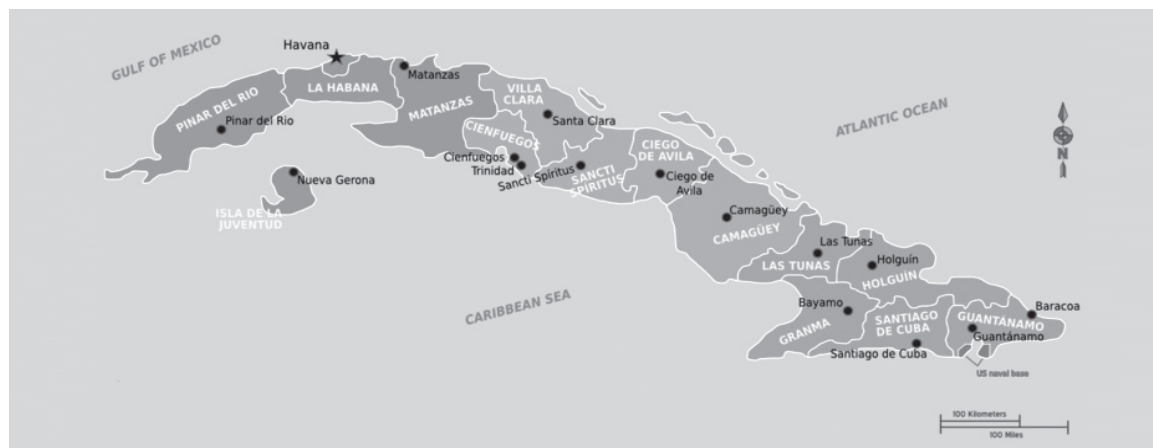 GULF OF MEXICO
Havana
LA HABANA
Matanzas
MATANZAS
PINAR DEL RIO
Pinar del Rio
VILLA
CLARA
Santa Clara
CIENFUEGOS
Cienfuegos
Trinidad
Sancti Spiritus
SANCTI
SPIRITUS
CIEGO
DE AVILA
Ciego de
Avila
ATLANTIC OCEAN
N
Nueva Gerona
ISLA DE LA
JUVENTUD
Camagüey
CAMAGÜEY
Las Tunas
LAS TUNAS
Holguín
HOLGUÍN
CARIBBEAN SEA
Bayamo
GRANMA
SANTIAGO
DE CUBA
Santiago de Cuba
Baracoa
GUANTÁNAMO
Guantánamo
US naval base
100 Kilometers
100 Miles